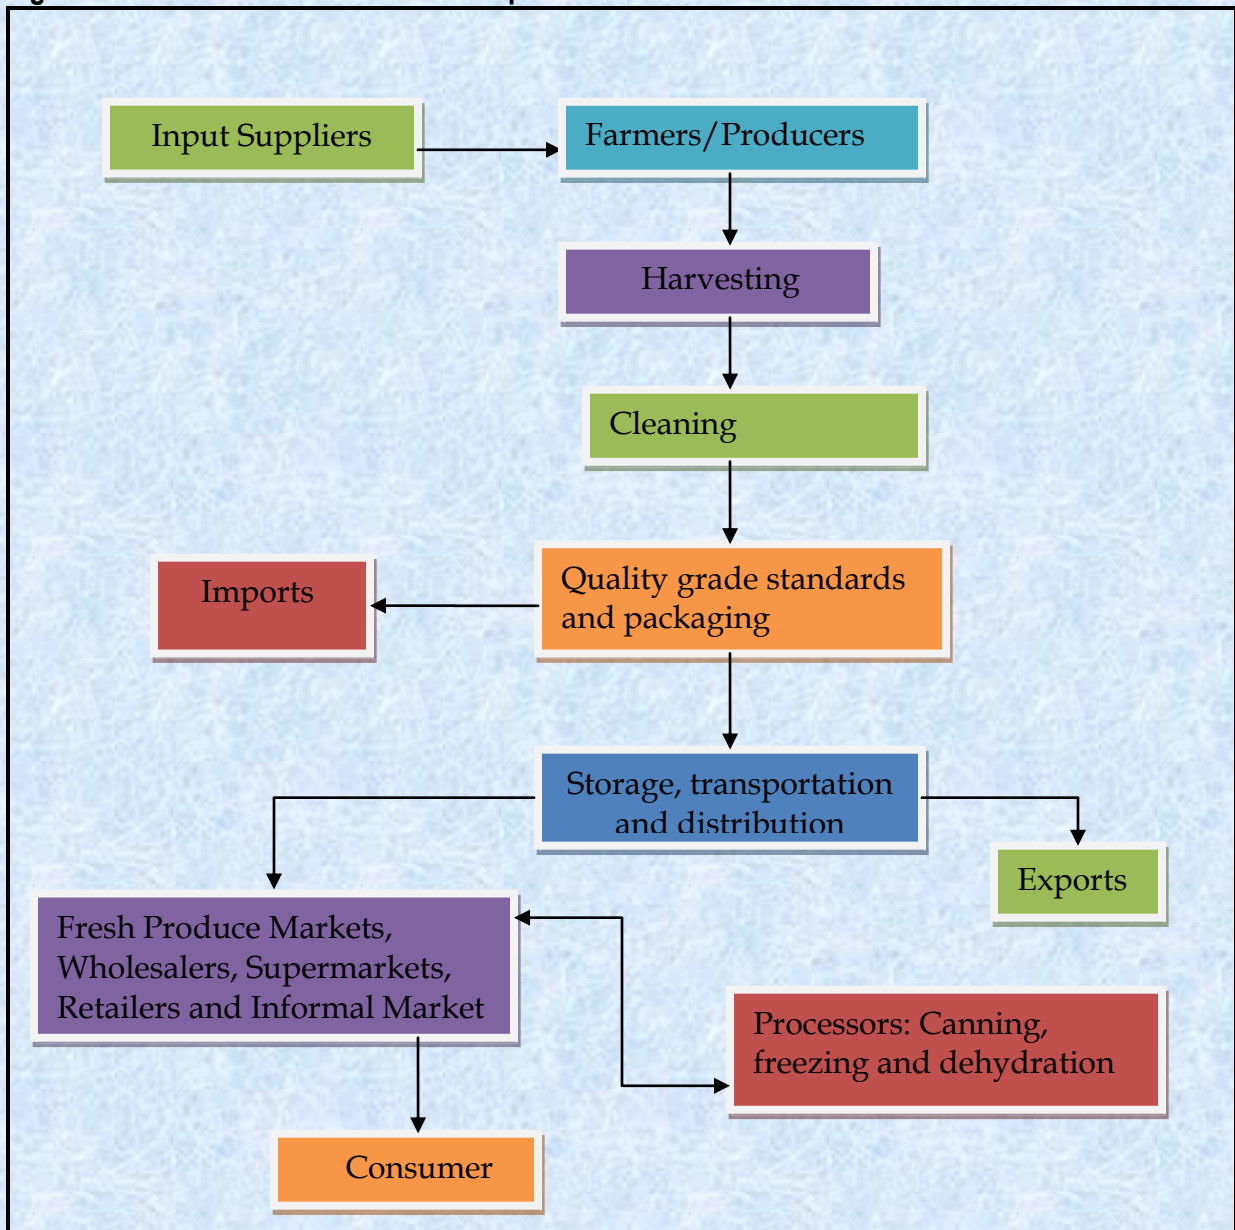 Input Suppliers
Farmers/Producers
Harvesting
Cleaning
Imports
Quality grade standards
and packaging
Storage, transportation
and distribution
Exports
Fresh Produce Markets,
Wholesalers, Supermarkets,
Retailers and Informal Market
Processors: Canning,
freezing and dehydration
Consumer